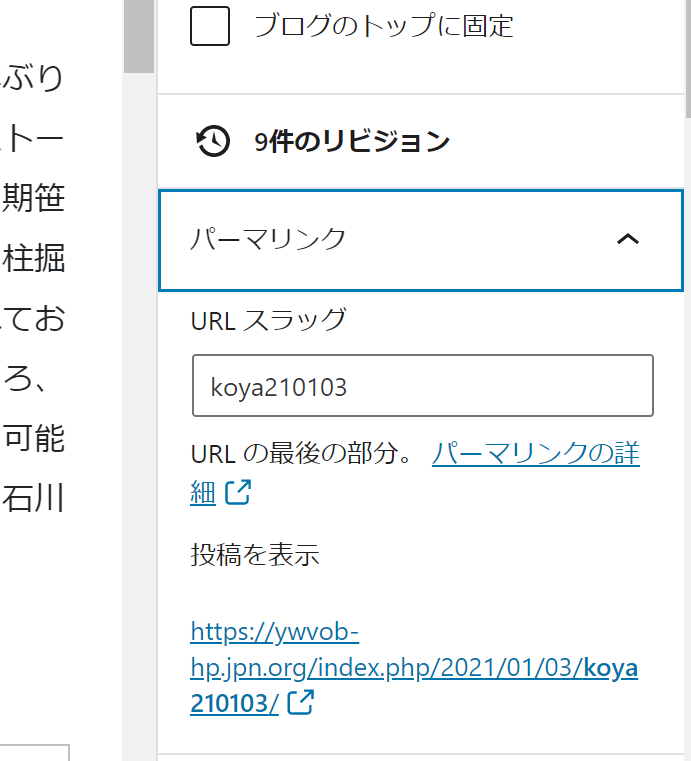 ぶり
トー
期笹
柱掘
てお
ろ、
可能
石川
ブログのトップに固定
9件のリビジョン
パーマリンク
URL スラッグ
koya210103
URL の最後の部分。 パーマリンクの詳
細
投稿を表示
https://ywvob-
hp.jpn.org/index.php/2021/01/03/koya
210103/